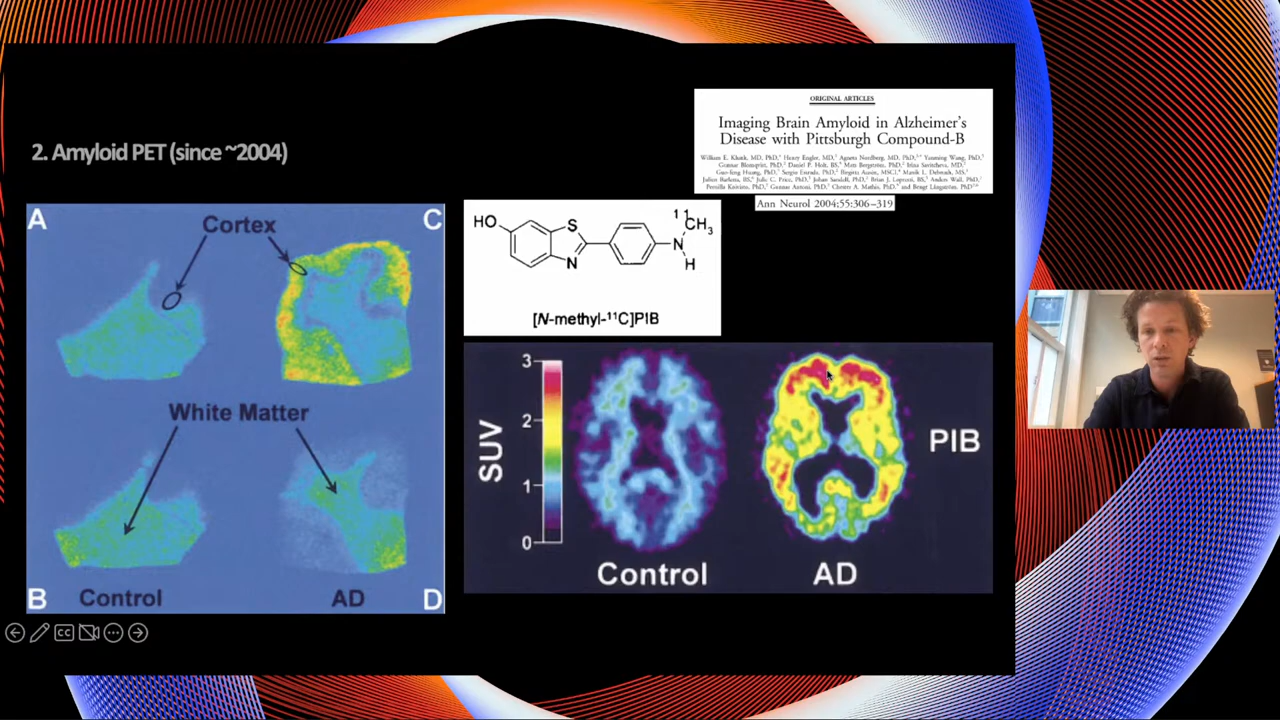 2. Amyloid PET (since ~2004)
ORIGINAL ARTICLES
Imaging Brain Amyloid in Alzheimer's
Disease with Pittsburgh Compound-B
Ann Neurol 2004;55:306–319
A
Cortex
C
White Matter
B
Control
AD
D
HO
S
N
11
CH3
N
H
[N-methyl-11C]PIB
SUV
3
2
1
0
PIB
Control
AD
CC